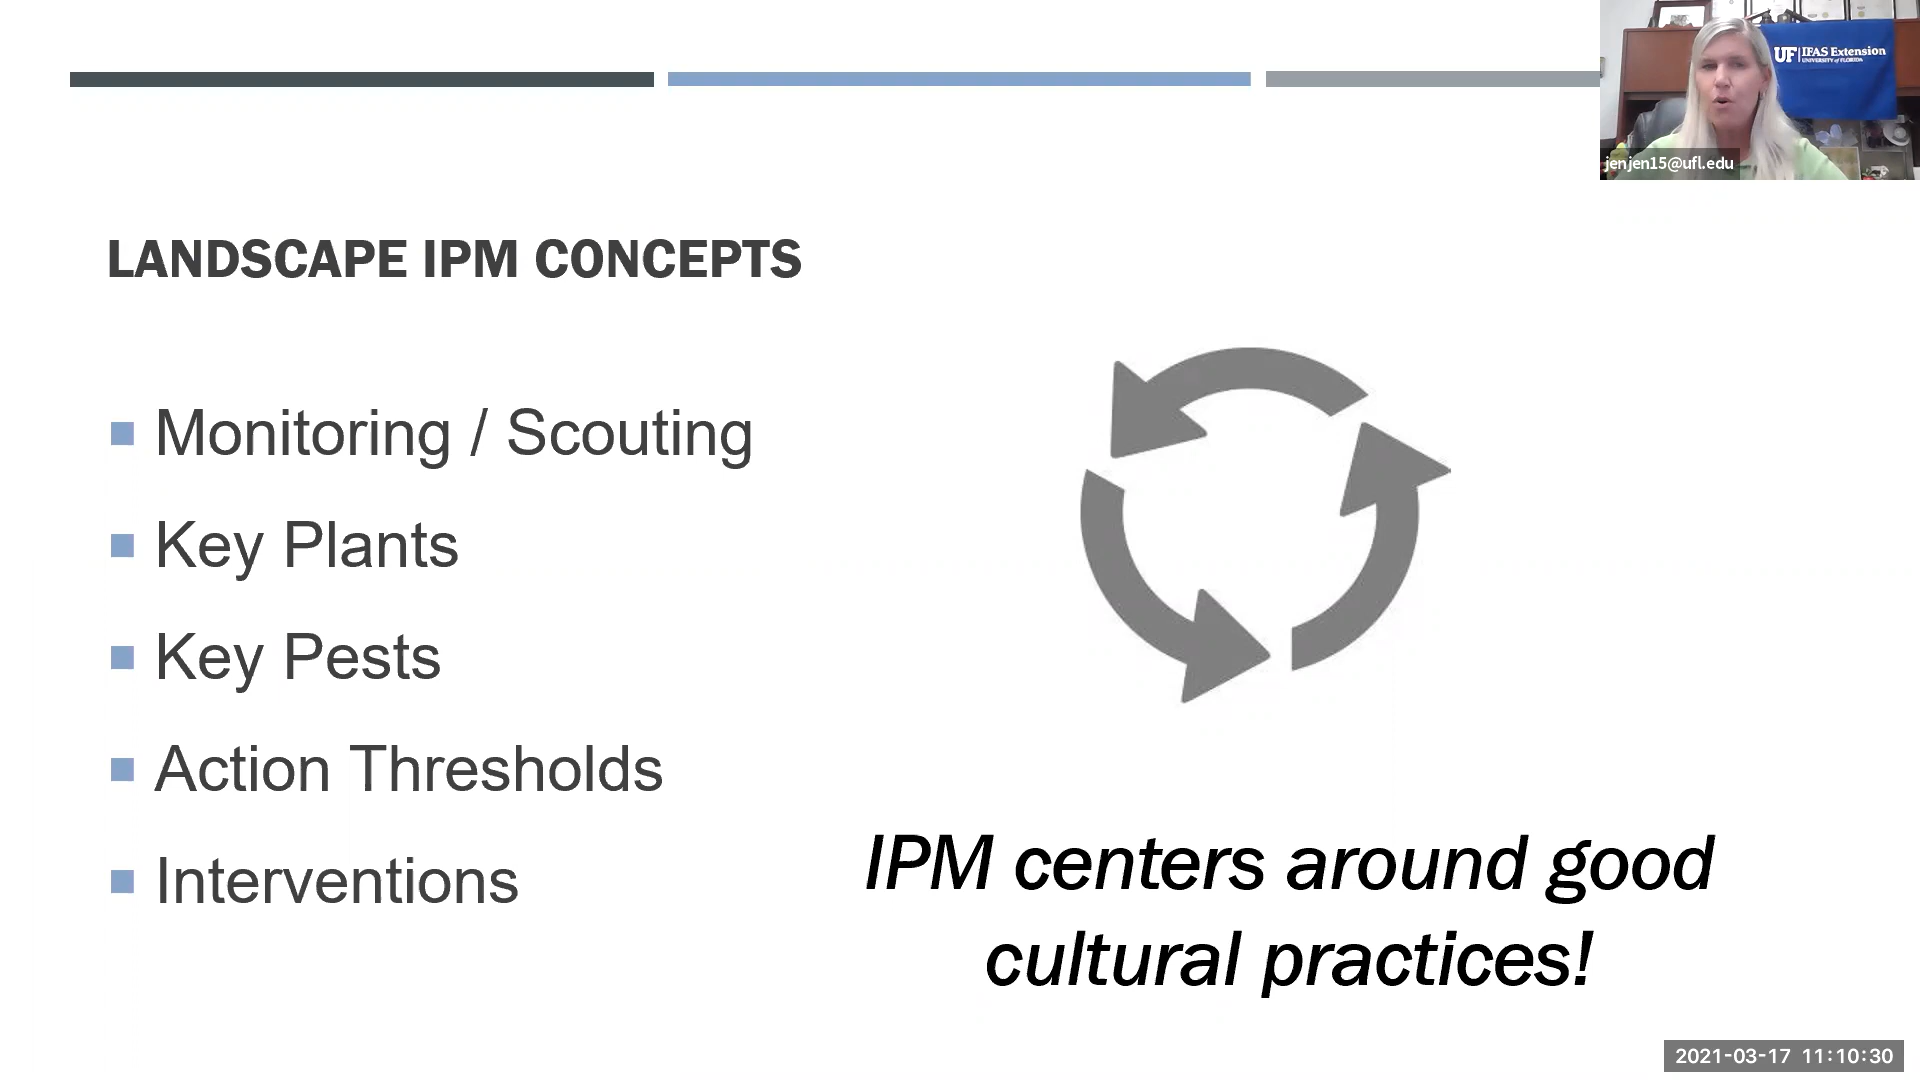 UF IFAS Extension
UNIVERSITY of FLORIDA
jenjen15@ufl.edu
LANDSCAPE IPM CONCEPTS
Monitoring / Scouting
Key Plants
Key Pests
Action Thresholds
Interventions
IPM centers around good
cultural practices!
2021-03-17 11:10:30